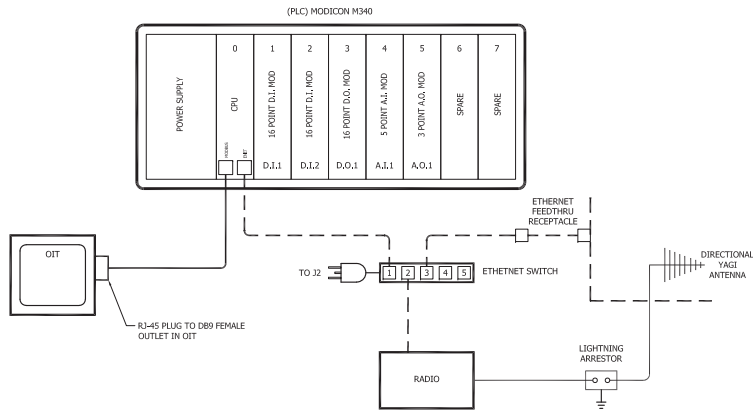 (PLC) MODICON M340
POWER SUPPLY
0
CPU
MODBUS
ENET
1
16 POINT D.I. MOD
D.I.1
2
16 POINT D.I. MOD
D.I.2
3
16 POINT D.O. MOD
D.O.1
4
5 POINT A.I. MOD
A.I.1
5
3 POINT A.O. MOD
A.O.1
6
SPARE
7
SPARE
ETHERNET
FEEDTHRU
RECEPTACLE
OIT
TO J2
1 2 3 4 5
ETHETNET SWITCH
DIRECTIONAL
YAGI
ANTENNA
RJ-45 PLUG TO DB9 FEMALE
OUTLET IN OIT
RADIO
LIGHTNING
ARRESTOR